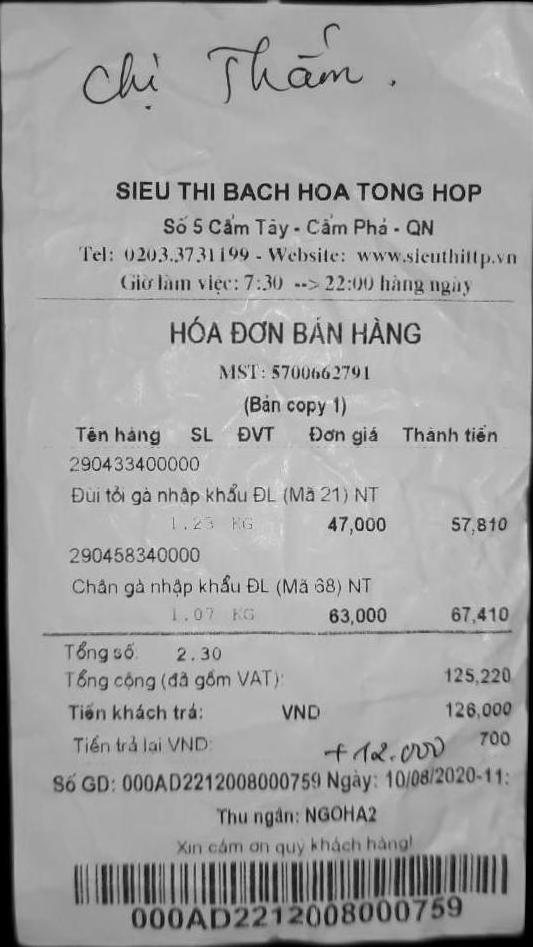 Chị Thắm.
SIEU THI BACH HOA TONG HOP
Số 5 Cẩm Tây - Cẩm Phả - QN
Tel: 0203.3731199 - Website: www.sieuthittp.vn
Giờ làm việc: 7:30 --> 22:00 hàng ngày
HÓA ĐƠN BÁN HÀNG
MST: 5700662791
(Bản copy 1)
Tên hàng SL ĐVT Đơn giá Thành tiền
290433400000
Đùi tỏi gà nhập khẩu ĐL (Mã 21) NT
1.23 KG 47,000 57,810
290458340000
Chân gà nhập khẩu ĐL (Mã 68) NT
1.07 KG 63,000 67,410
Tổng số: 2.30
Tổng cộng (đã gồm VAT): 125,220
Tiền khách trả: VND 126,000
Tiền trả lại VND: +12.000 700
Số GD: 000AD2212008000759 Ngày: 10/08/2020-11:
Thu ngân: NGOHA2
Xin cảm ơn quý khách hàng!
000AD2212008000759